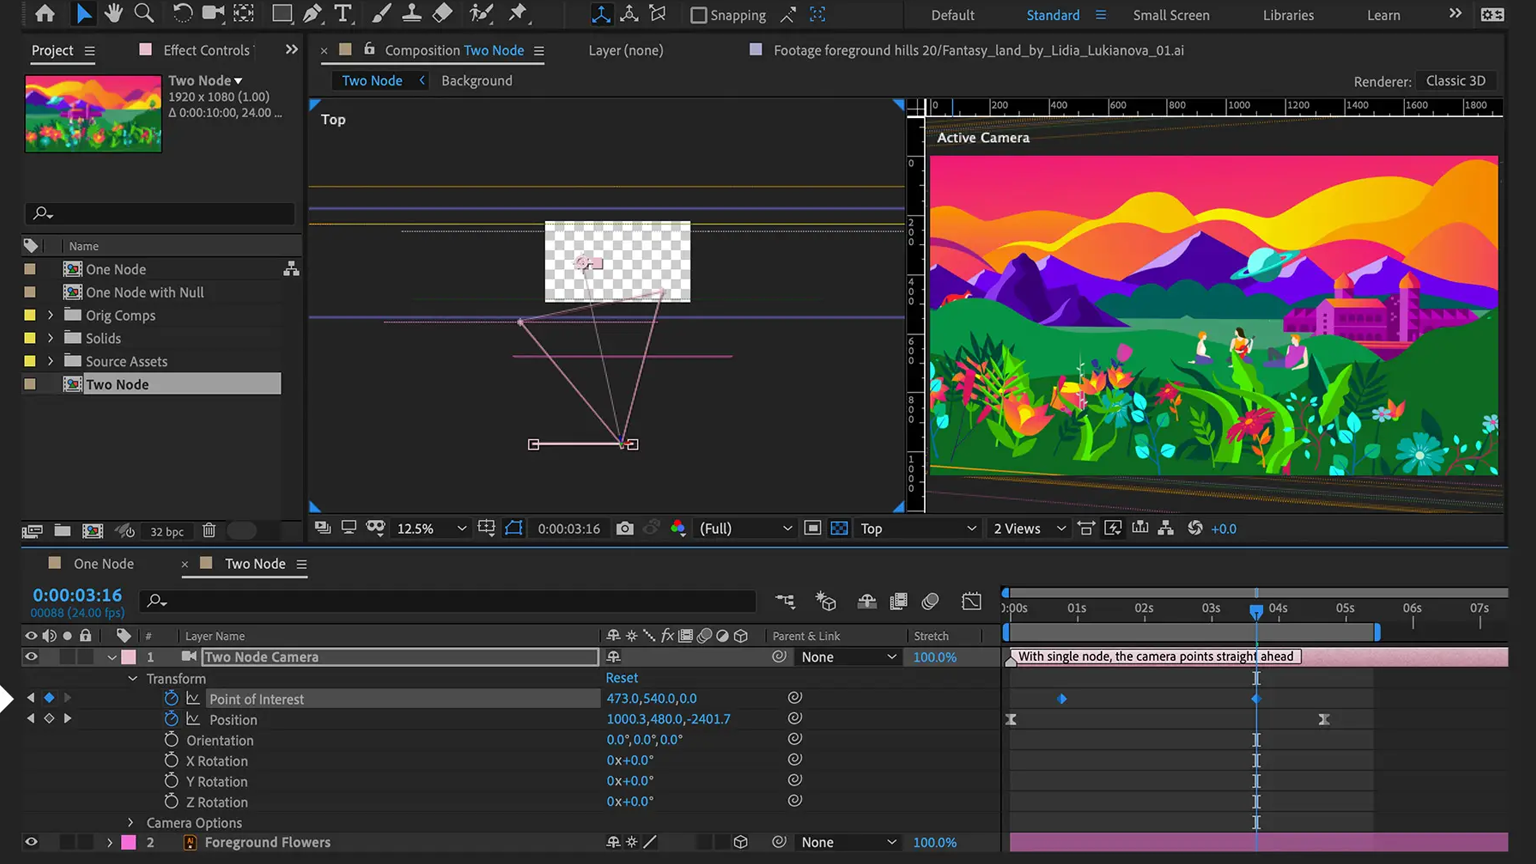 Snapping
Default
Standard
Small Screen
Libraries
Learn
Project
Effect Controls
Composition Two Node
Layer (none)
Footage foreground hills 20/Fantasy_land_by_Lidia_Lukianova_01.ai
Two Node
1920 x 1080 (1.00)
Δ 0:00:10:00, 24.00 ...
Two Node
Background
Renderer:
Classic 3D
Top
0 200 400 600 800 1000 1200 1400 1600 1800
Active Camera
0
200
400
600
800
1000
Name
One Node
One Node with Null
Orig Comps
Solids
Source Assets
Two Node
32 bpc
12.5%
0:00:03:16
(Full)
Top
2 Views
+0.0
One Node
Two Node
0:00:03:16
00088 (24.00 fps)
):00s 01s 02s 03s 04s 05s 06s 07s
# Layer Name
fx
Parent & Link
Stretch
1 Two Node Camera
None
100.0%
With single node, the camera points straight ahead
Transform
Reset
Point of Interest
473.0,540.0,0.0
Position
1000.3,480.0,-2401.7
Orientation
0.0°,0.0°,0.0°
X Rotation
0x+0.0°
Y Rotation
0x+0.0°
Z Rotation
0x+0.0°
Camera Options
2 Ai Foreground Flowers
None
100.0%